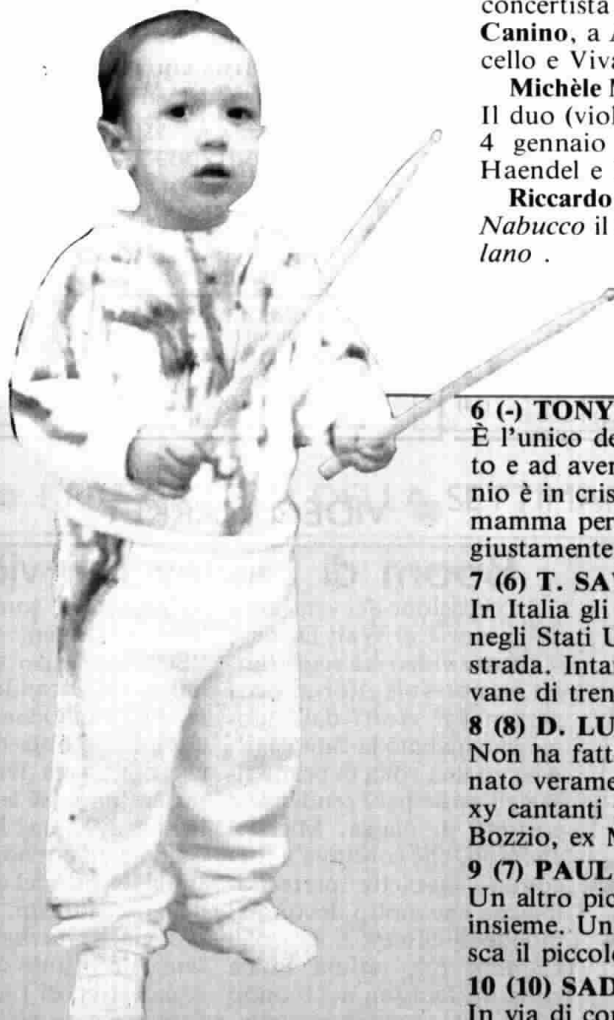 concertista
Canino, a
cello e Viva
Michèle
Il duo (viol
4 gennaio
Haendel e
Riccardo
Nabucco il
lano .
6 (-) TONY
È l'unico de
to e ad aver
nio è in cris
mamma per
giustamente
7 (6) T. SA
In Italia gli
negli Stati U
strada. Inta
vane di tren
8 (8) D. LU
Non ha fatt
nato verame
xy cantanti
Bozzio, ex M
9 (7) PAUL
Un altro pic
insieme. Un
sca il piccolo
10 (10) SAD
In via di con